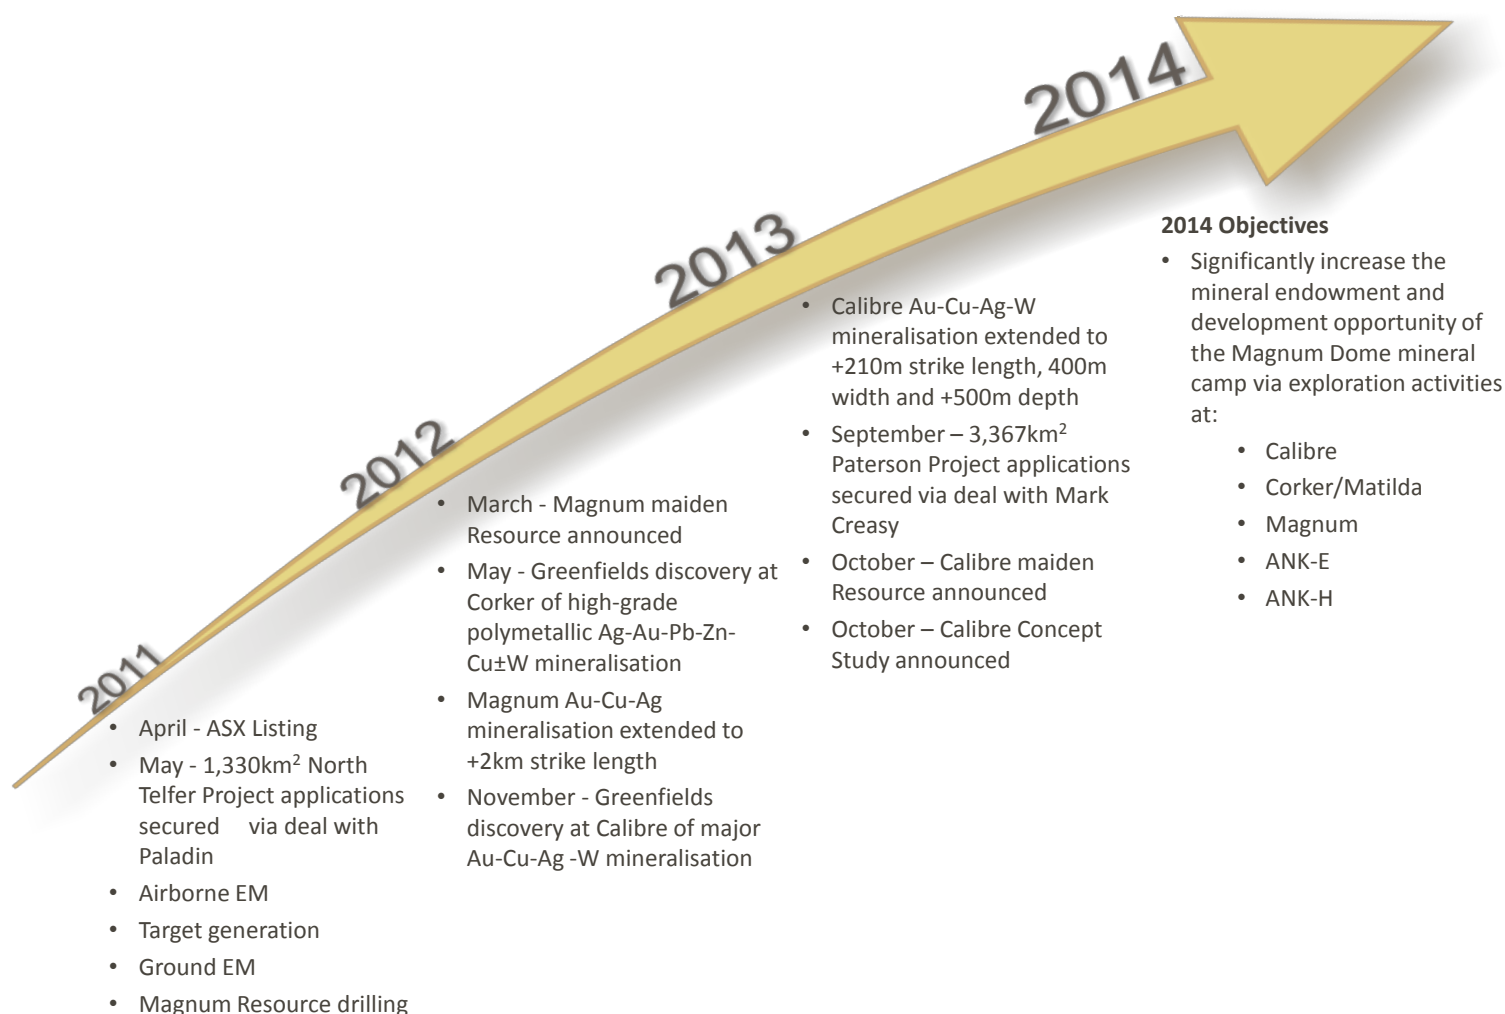 2011
• April - ASX Listing
• May - 1,330km² North
Telfer Project applications
secured via deal with
Paladin
• Airborne EM
• Target generation
• Ground EM
• Magnum Resource drilling
2012
• March - Magnum maiden
Resource announced
• May - Greenfields discovery at
Corker of high-grade
polymetallic Ag-Au-Pb-Zn-
Cu±W mineralisation
• Magnum Au-Cu-Ag
mineralisation extended to
+2km strike length
• November - Greenfields
discovery at Calibre of major
Au-Cu-Ag -W mineralisation
2013
• Calibre Au-Cu-Ag-W
mineralisation extended to
+210m strike length, 400m
width and +500m depth
• September – 3,367km²
Paterson Project applications
secured via deal with Mark
Creasy
• October – Calibre maiden
Resource announced
• October – Calibre Concept
Study announced
2014
2014 Objectives
• Significantly increase the
mineral endowment and
development opportunity of
the Magnum Dome mineral
camp via exploration activities
at:
• Calibre
• Corker/Matilda
• Magnum
• ANK-E
• ANK-H